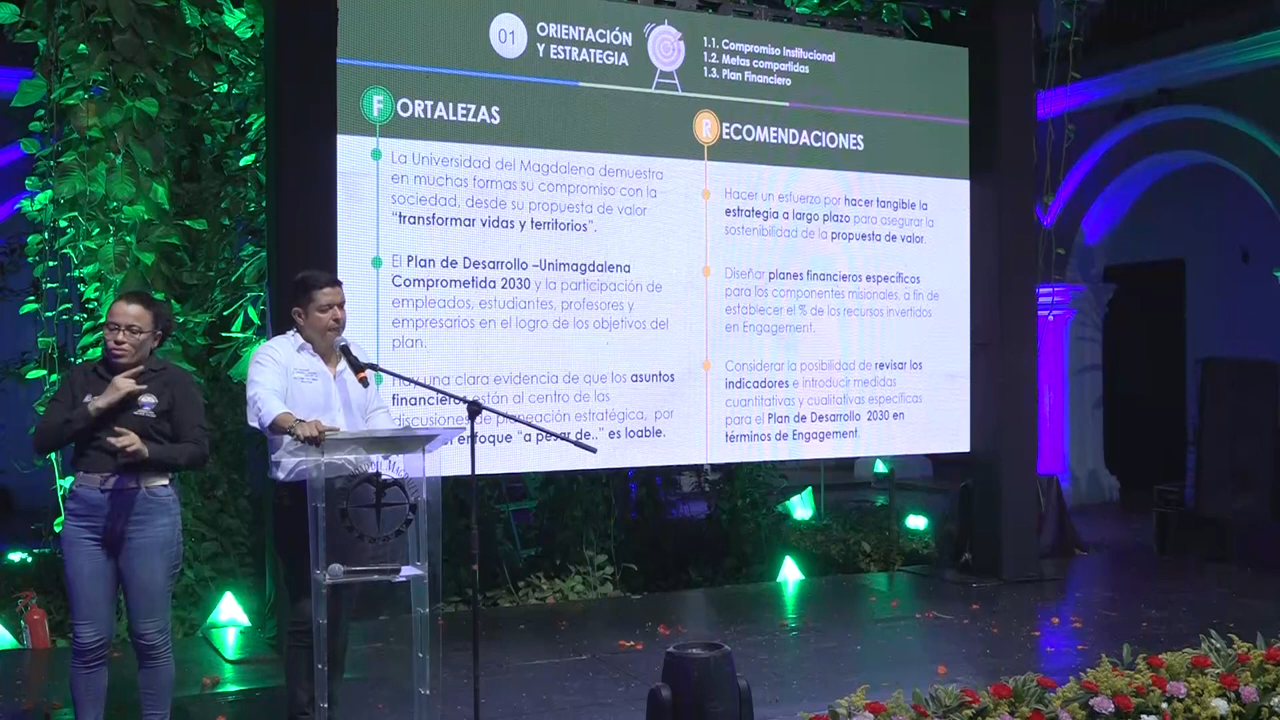 01
ORIENTACIÓN
Y ESTRATEGIA
1.1. Compromiso Institucional
1.2. Metas compartidas
1.3. Plan Financiero
FORTALEZAS
La Universidad del Magdalena demuestra
en muchas formas su compromiso con la
sociedad, desde su propuesta de valor
“transformar vidas y territorios”.
El Plan de Desarrollo –Unimagdalena
Comprometida 2030 y la participación de
empleados, estudiantes, profesores y
empresarios en el logro de los objetivos del
plan.
Hay una clara evidencia de que los asuntos
financieros están al centro de las
discusiones de planeación estratégica, por
enfoque “a pesar de..” es loable.
RECOMENDACIONES
Hacer un esfuerzo por hacer tangible la
estrategia a largo plazo para asegurar la
sostenibilidad de la propuesta de valor.
Diseñar planes financieros específicos
para los componentes misionales, a fin de
establecer el % de los recursos invertidos
en Engagement.
Considerar la posibilidad de revisar los
indicadores e introducir medidas
cuantitativas y cualitativas específicas
para el Plan de Desarrollo 2030 en
términos de Engagement.